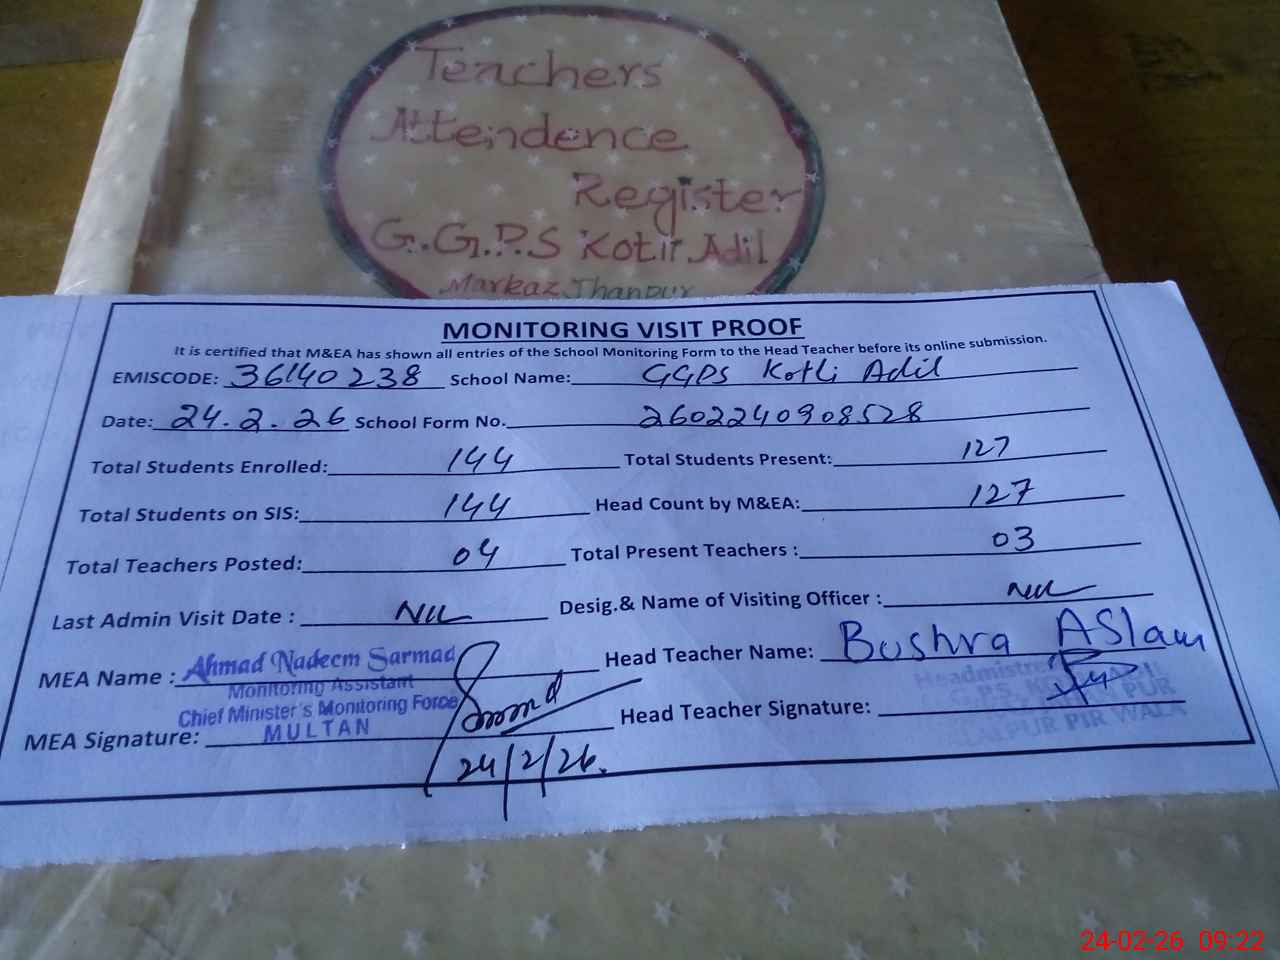 Teachers
Attendence
Register
G.G.P.S Kotli Adil
Markaz Jhanpur
MONITORING VISIT PROOF
It is certified that M&EA has shown all entries of the School Monitoring Form to the Head Teacher before its online submission.
EMISCODE: 36140238 School Name: GGPS Kotli Adil
Date: 24.2.26 School Form No. 2602240908528
Total Students Enrolled: 144 Total Students Present: 127
Total Students on SIS: 144 Head Count by M&EA: 127
Total Teachers Posted: 04 Total Present Teachers : 03
Last Admin Visit Date : NIL Desig.& Name of Visiting Officer : NIL
MEA Name : Ahmad Nadeem Sarmad Head Teacher Name: Bushra ASlam
Monitoring Assistant
Chief Minister's Monitoring Force
MULTAN
MEA Signature: Head Teacher Signature:
Headmistress
PIR WALA
24/2/26.
24-02-26 09:22